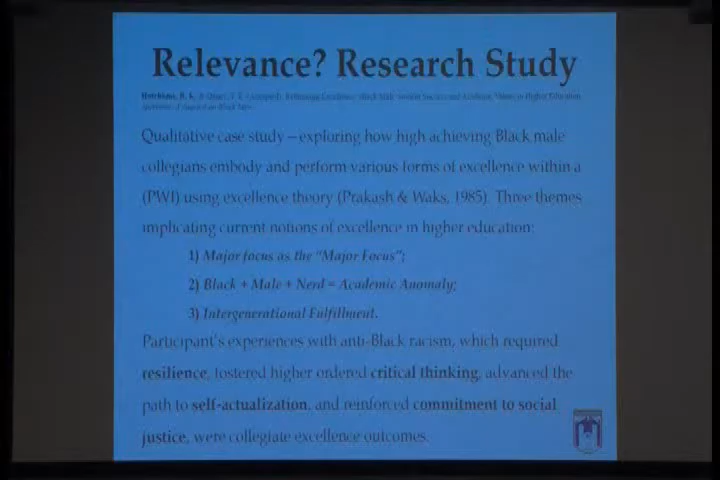 Relevance? Research Study
Qualitative case study – exploring how high achieving Black male
collegians embody and perform various forms of excellence within a
(PWI) using excellence theory (Prakash & Waks, 1985). Three themes
implicating current notions of excellence in higher education:
1) Major focus as the "Major Focus";
2) Black + Male + Nerd = Academic Anomaly;
3) Intergenerational Fulfillment.
Participant's experiences with anti-Black racism, which required
resilience, fostered higher ordered critical thinking, advanced the
path to self-actualization, and reinforced commitment to social
justice, were collegiate excellence outcomes.